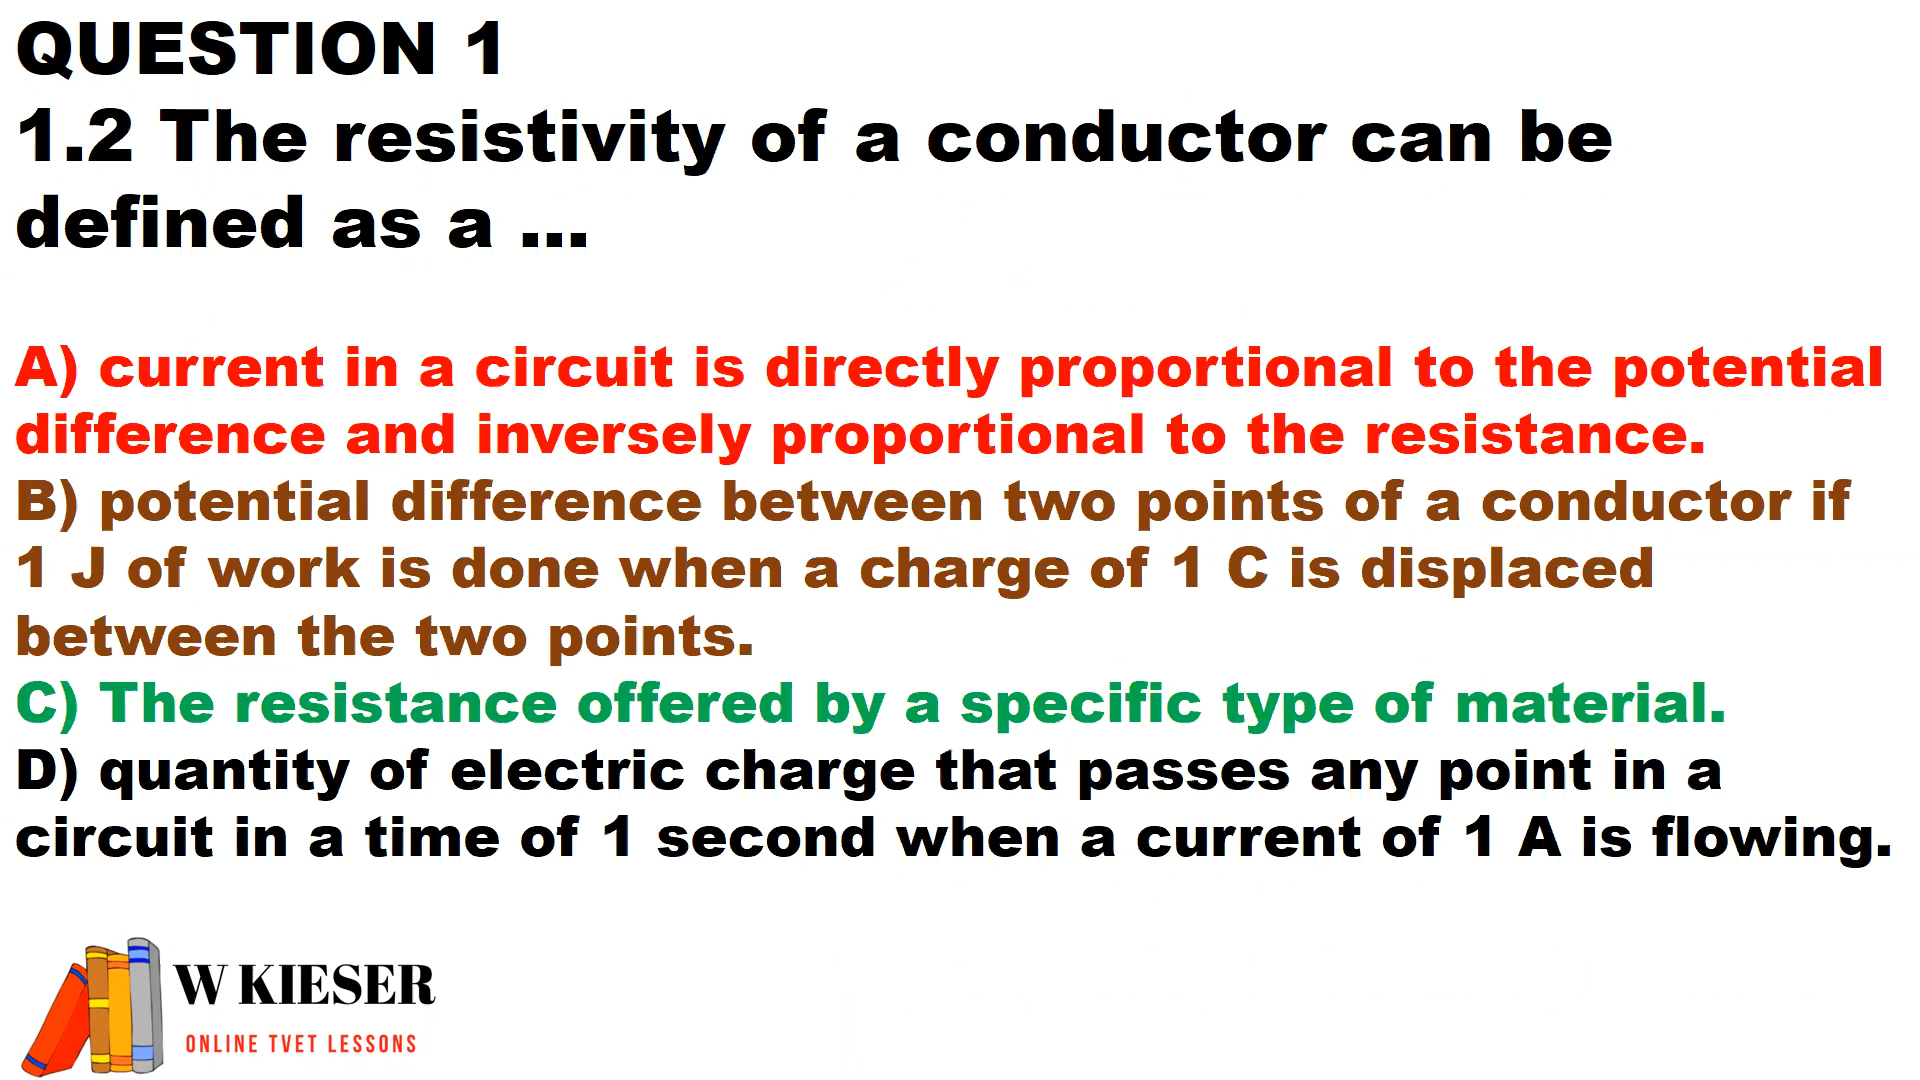 QUESTION 1
1.2 The resistivity of a conductor can be
defined as a ...
A) current in a circuit is directly proportional to the potential
difference and inversely proportional to the resistance.
B) potential difference between two points of a conductor if
1 J of work is done when a charge of 1 C is displaced
between the two points.
C) The resistance offered by a specific type of material.
D) quantity of electric charge that passes any point in a
circuit in a time of 1 second when a current of 1 A is flowing.
W KIESER
ONLINE TVET LESSONS